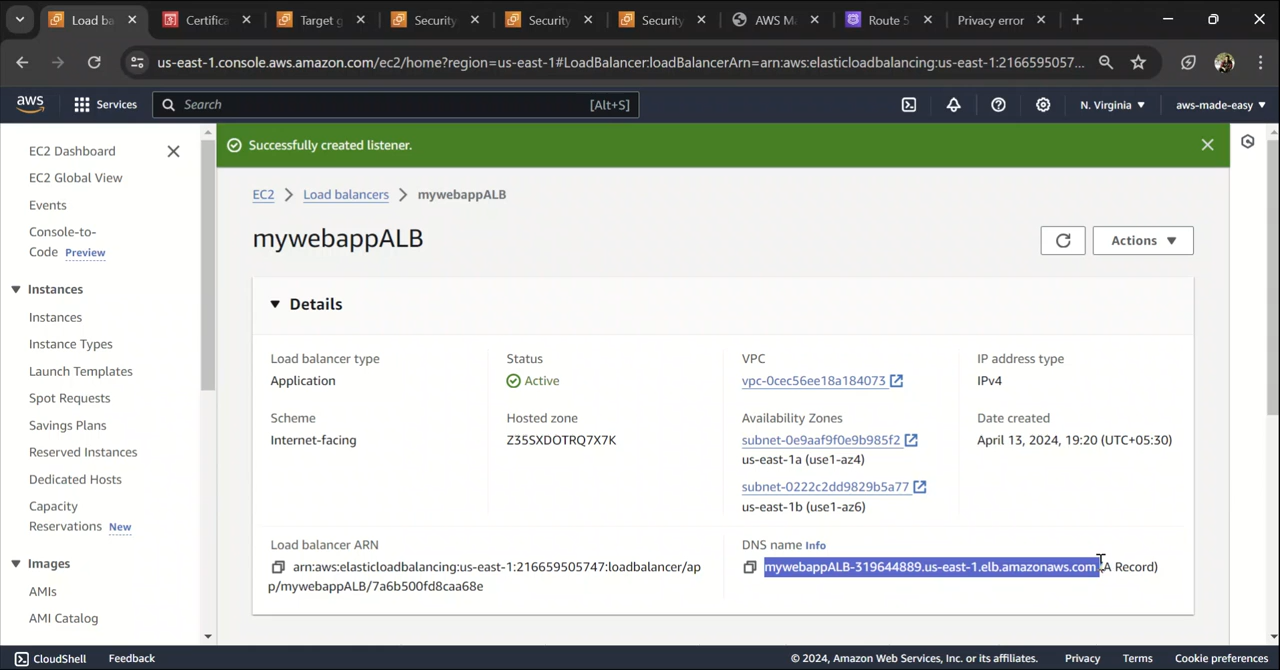 Load ba
Certifica
Target g
Security
Security
Security
AWS M
Route 5
Privacy error
us-east-1.console.aws.amazon.com/ec2/home?region=us-east-1#LoadBalancer:loadBalancerArn=arn:aws:elasticloadbalancing:us-east-1:2166595057...
aws Services Search [Alt+S] N. Virginia ▼ aws-made-easy ▼
EC2 Dashboard
EC2 Global View
Events
Console-to-
Code Preview
Instances
Instances
Instance Types
Launch Templates
Spot Requests
Savings Plans
Reserved Instances
Dedicated Hosts
Capacity
Reservations New
Images
AMIs
AMI Catalog
Successfully created listener.
EC2 > Load balancers > mywebappALB
mywebappALB
Actions ▼
▼ Details
Load balancer type
Application
Status
Active
VPC
vpc-0cec56ee18a184073
IP address type
IPv4
Scheme
Internet-facing
Hosted zone
Z35SXDOTRQ7X7K
Availability Zones
subnet-0e9aaf9f0e9b985f2
us-east-1a (use1-az4)
subnet-0222c2dd9829b5a77
us-east-1b (use1-az6)
Date created
April 13, 2024, 19:20 (UTC+05:30)
Load balancer ARN
arn:aws:elasticloadbalancing:us-east-1:216659505747:loadbalancer/ap
p/mywebappALB/7a6b500fd8caa68e
DNS name Info
mywebappALB-319644889.us-east-1.elb.amazonaws.com (A Record)
CloudShell Feedback © 2024, Amazon Web Services, Inc. or its affiliates. Privacy Terms Cookie preferences